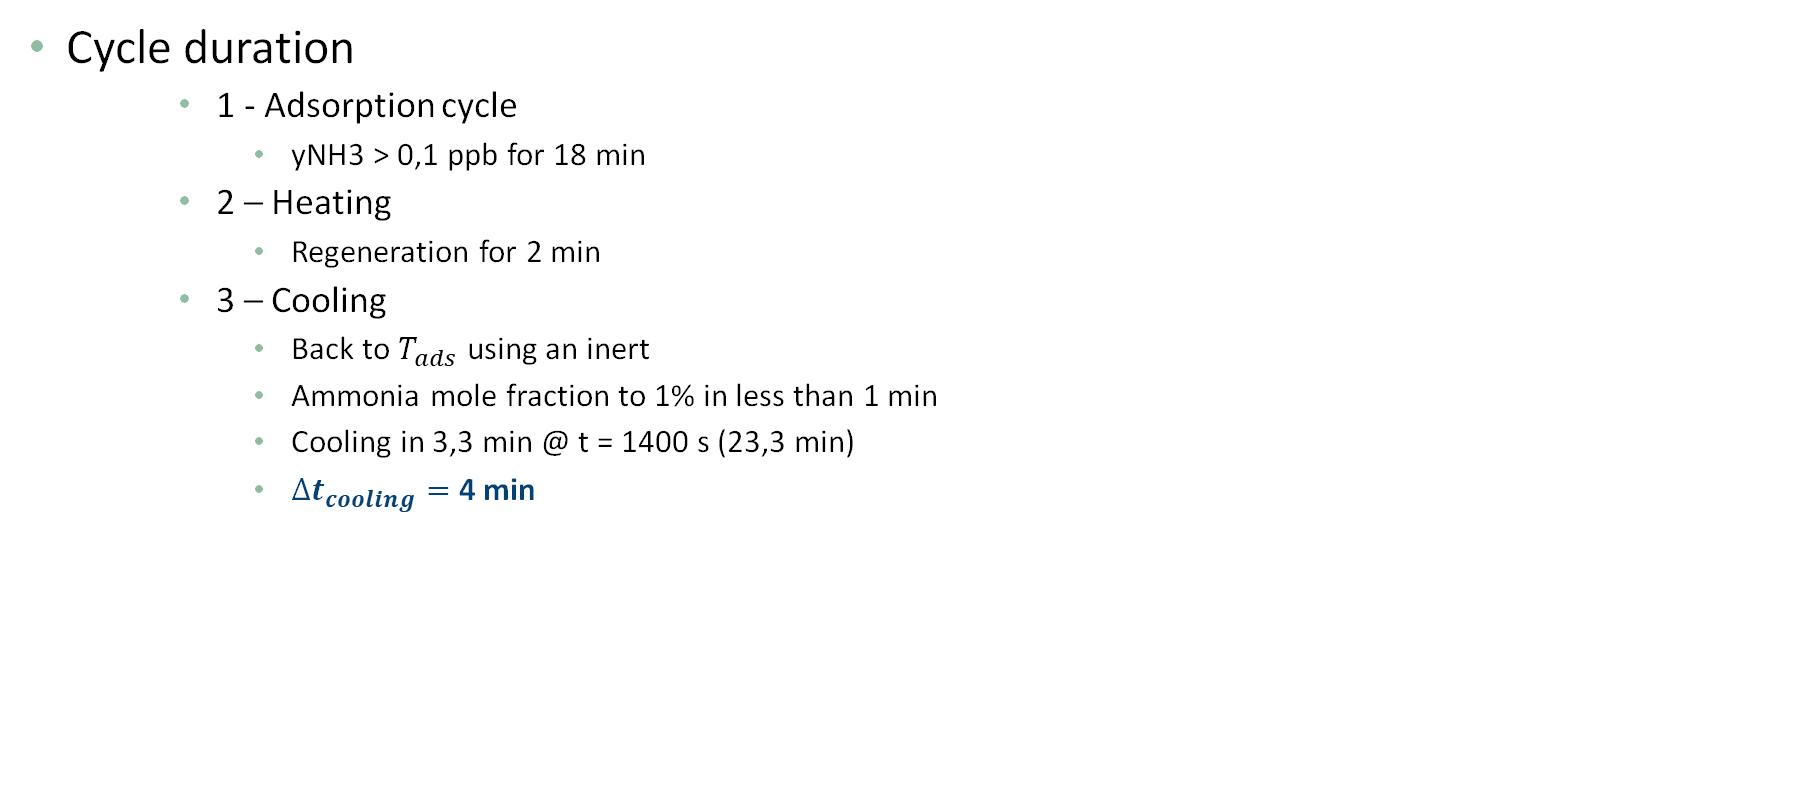 • Cycle duration
• 1 - Adsorption cycle
• yNH3 > 0,1 ppb for 18 min
• 2 – Heating
• Regeneration for 2 min
• 3 – Cooling
• Back to T_ads using an inert
• Ammonia mole fraction to 1% in less than 1 min
• Cooling in 3,3 min @ t = 1400 s (23,3 min)
• Δt_cooling = 4 min